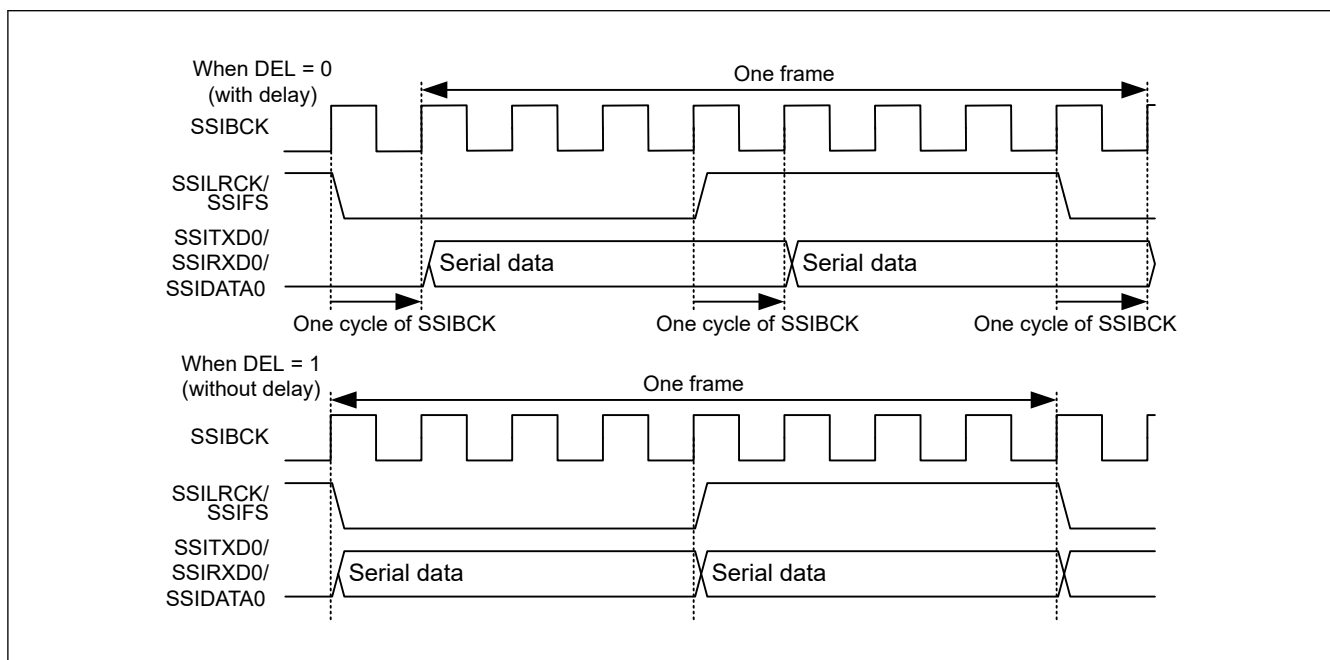 When DEL = 0
(with delay)
One frame
SSIBCK
SSILRCK/
SSIFS
SSITXD0/
SSIRXD0/
SSIDATA0
Serial data
Serial data
One cycle of SSIBCK
One cycle of SSIBCK
One cycle of SSIBCK
When DEL = 1
(without delay)
One frame
SSIBCK
SSILRCK/
SSIFS
SSITXD0/
SSIRXD0/
SSIDATA0
Serial data
Serial data